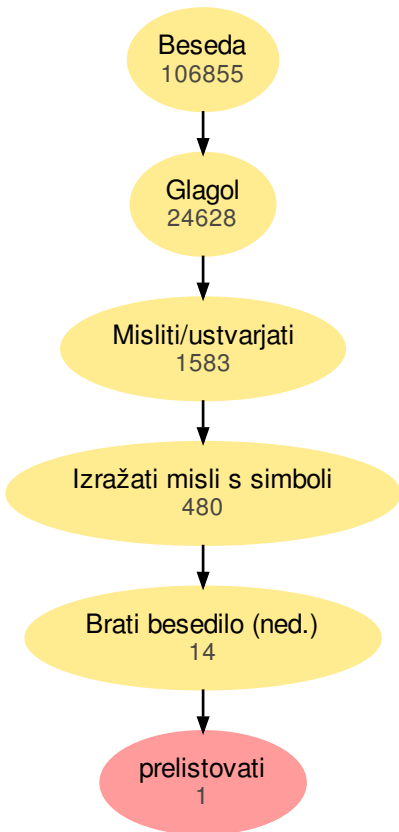 Beseda
106855
Glagol
24628
Misliti/ustvarjati
1583
Izražati misli s simboli
480
Brati besedilo (ned.)
14
prelistovati
1